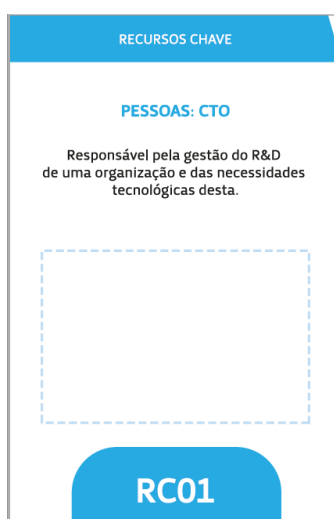 RECURSOS CHAVE
PESSOAS: CTO
Responsável pela gestão do R&D
de uma organização e das necessidades
tecnológicas desta.
RC01